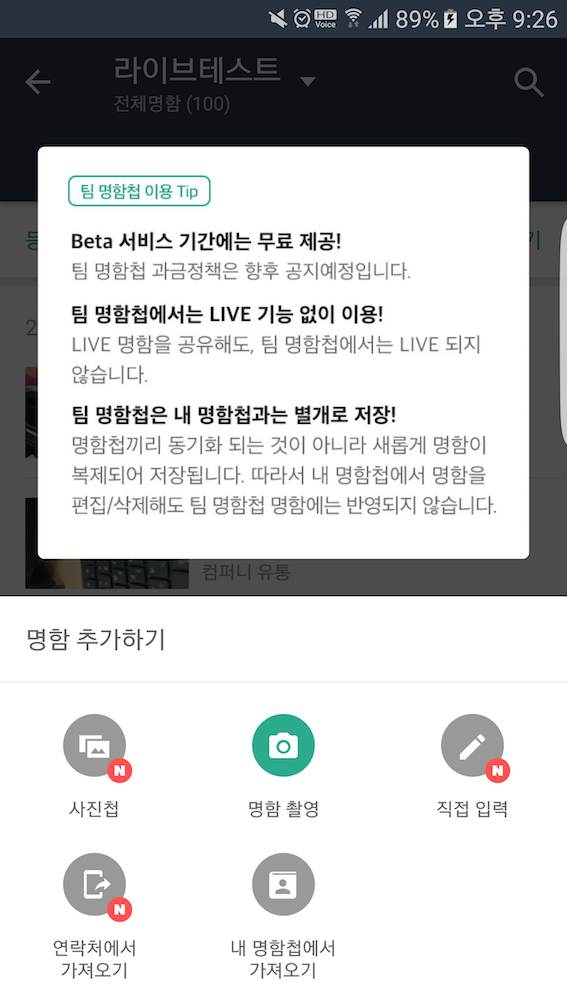 HD Voice 89% 오후 9:26
라이브테스트
전체명함 (100)
팀 명함첩 이용 Tip
Beta 서비스 기간에는 무료 제공!
팀 명함첩 과금정책은 향후 공지예정입니다.
팀 명함첩에서는 LIVE 기능 없이 이용!
LIVE 명함을 공유해도, 팀 명함첩에서는 LIVE 되지
않습니다.
팀 명함첩은 내 명함첩과는 별개로 저장!
명함첩끼리 동기화 되는 것이 아니라 새롭게 명함이
복제되어 저장됩니다. 따라서 내 명함첩에서 명함을
편집/삭제해도 팀 명함첩 명함에는 반영되지 않습니다.
컴퍼니 유통
명함 추가하기
N
N
사진첩
명함 촬영
직접 입력
N
연락처에서
가져오기
내 명함첩에서
가져오기